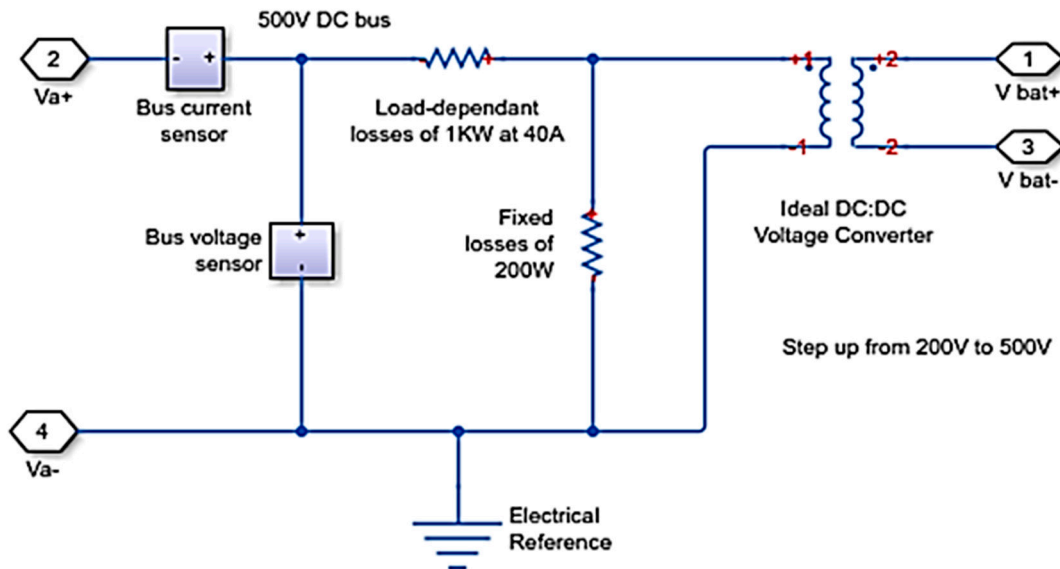 500V DC bus
2
- +
Va+
Bus current
sensor
+
Load-dependant
losses of 1KW at 40A
+1
+2
1
V bat+
-1
-2
3
V bat-
Bus voltage
sensor
+
-
Fixed
losses of
200W
+
-
Ideal DC:DC
Voltage Converter
Step up from 200V to 500V
4
Va-
Electrical
Reference